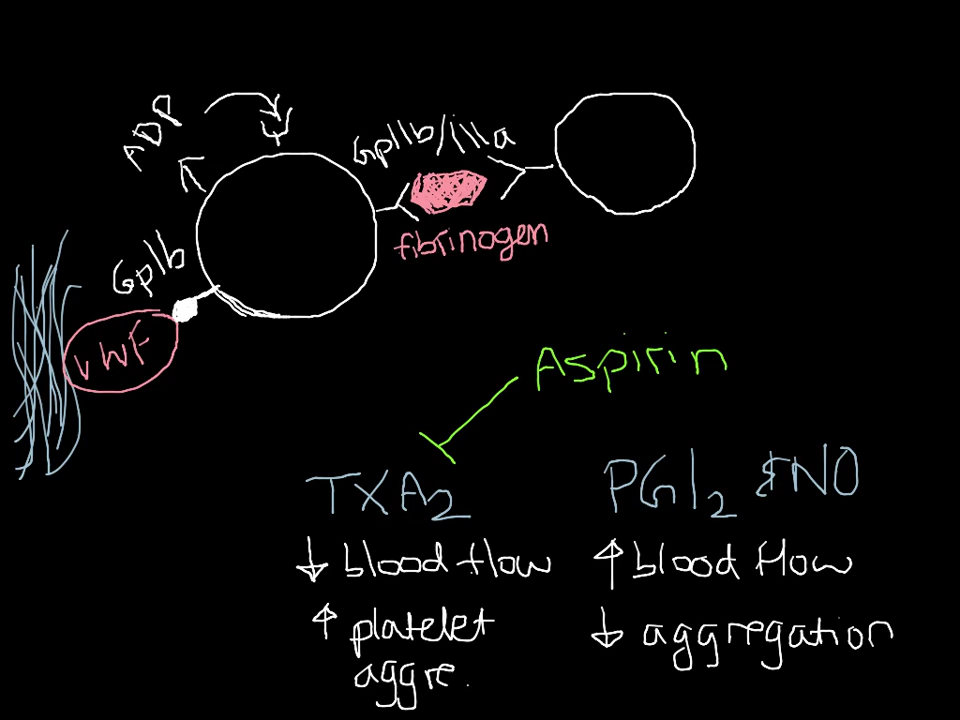 ADP
GpIIb/IIIa
fibrinogen
GpIb
vWF
Aspirin
TXA2
↓ blood flow
↑ platelet
aggre.
PGI2 & NO
↑ blood flow
↓ aggregation